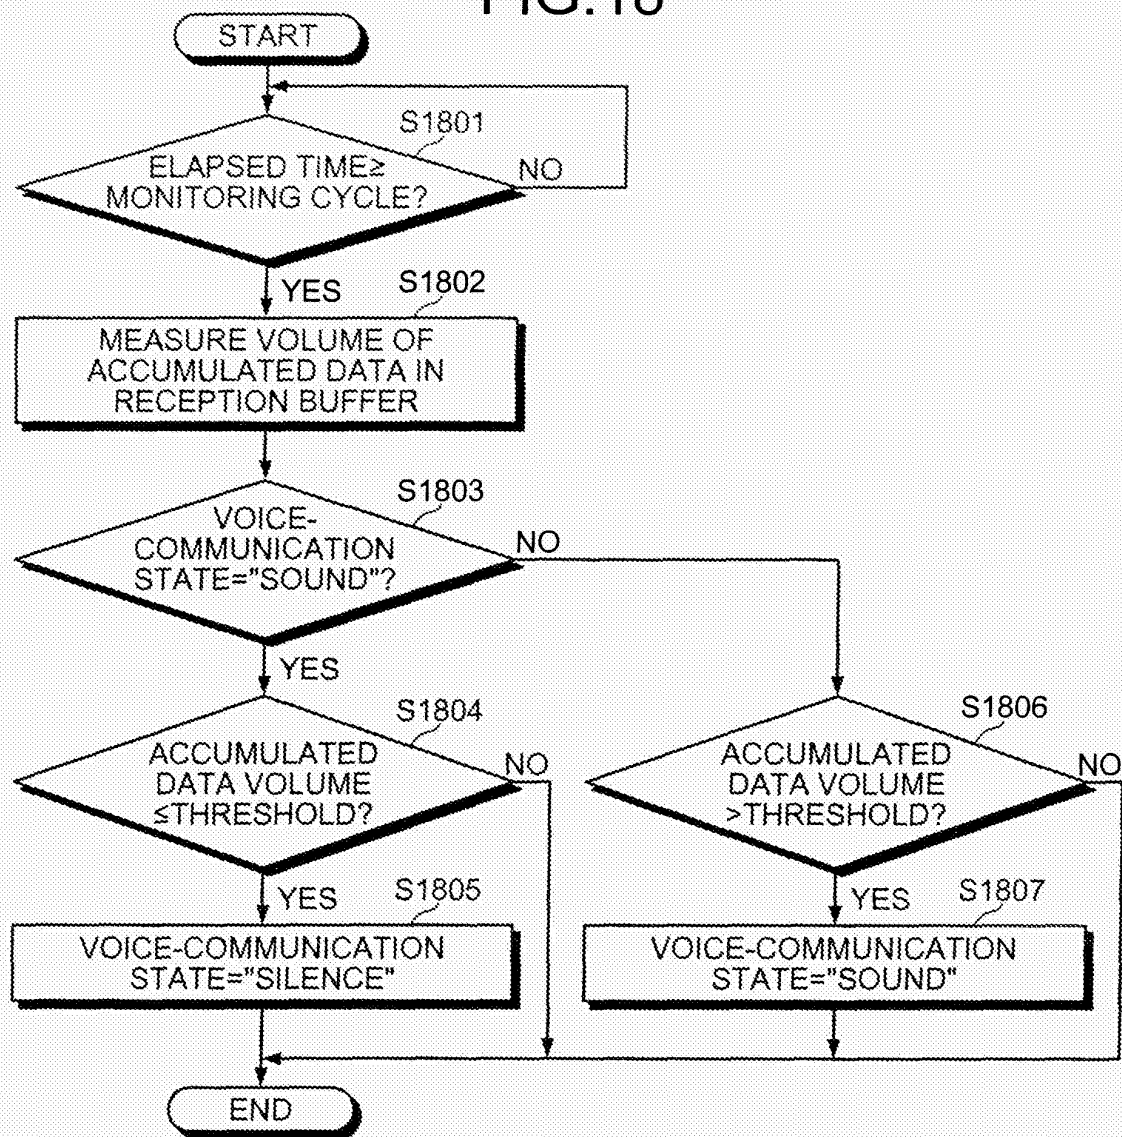 START
S1801
ELAPSED TIME≥
MONITORING CYCLE?
NO
YES
S1802
MEASURE VOLUME OF
ACCUMULATED DATA IN
RECEPTION BUFFER
S1803
VOICE-
COMMUNICATION
STATE="SOUND"?
NO
YES
S1804
ACCUMULATED
DATA VOLUME
≤THRESHOLD?
NO
YES
S1805
VOICE-COMMUNICATION
STATE="SILENCE"
S1806
ACCUMULATED
DATA VOLUME
>THRESHOLD?
NO
YES
S1807
VOICE-COMMUNICATION
STATE="SOUND"
END